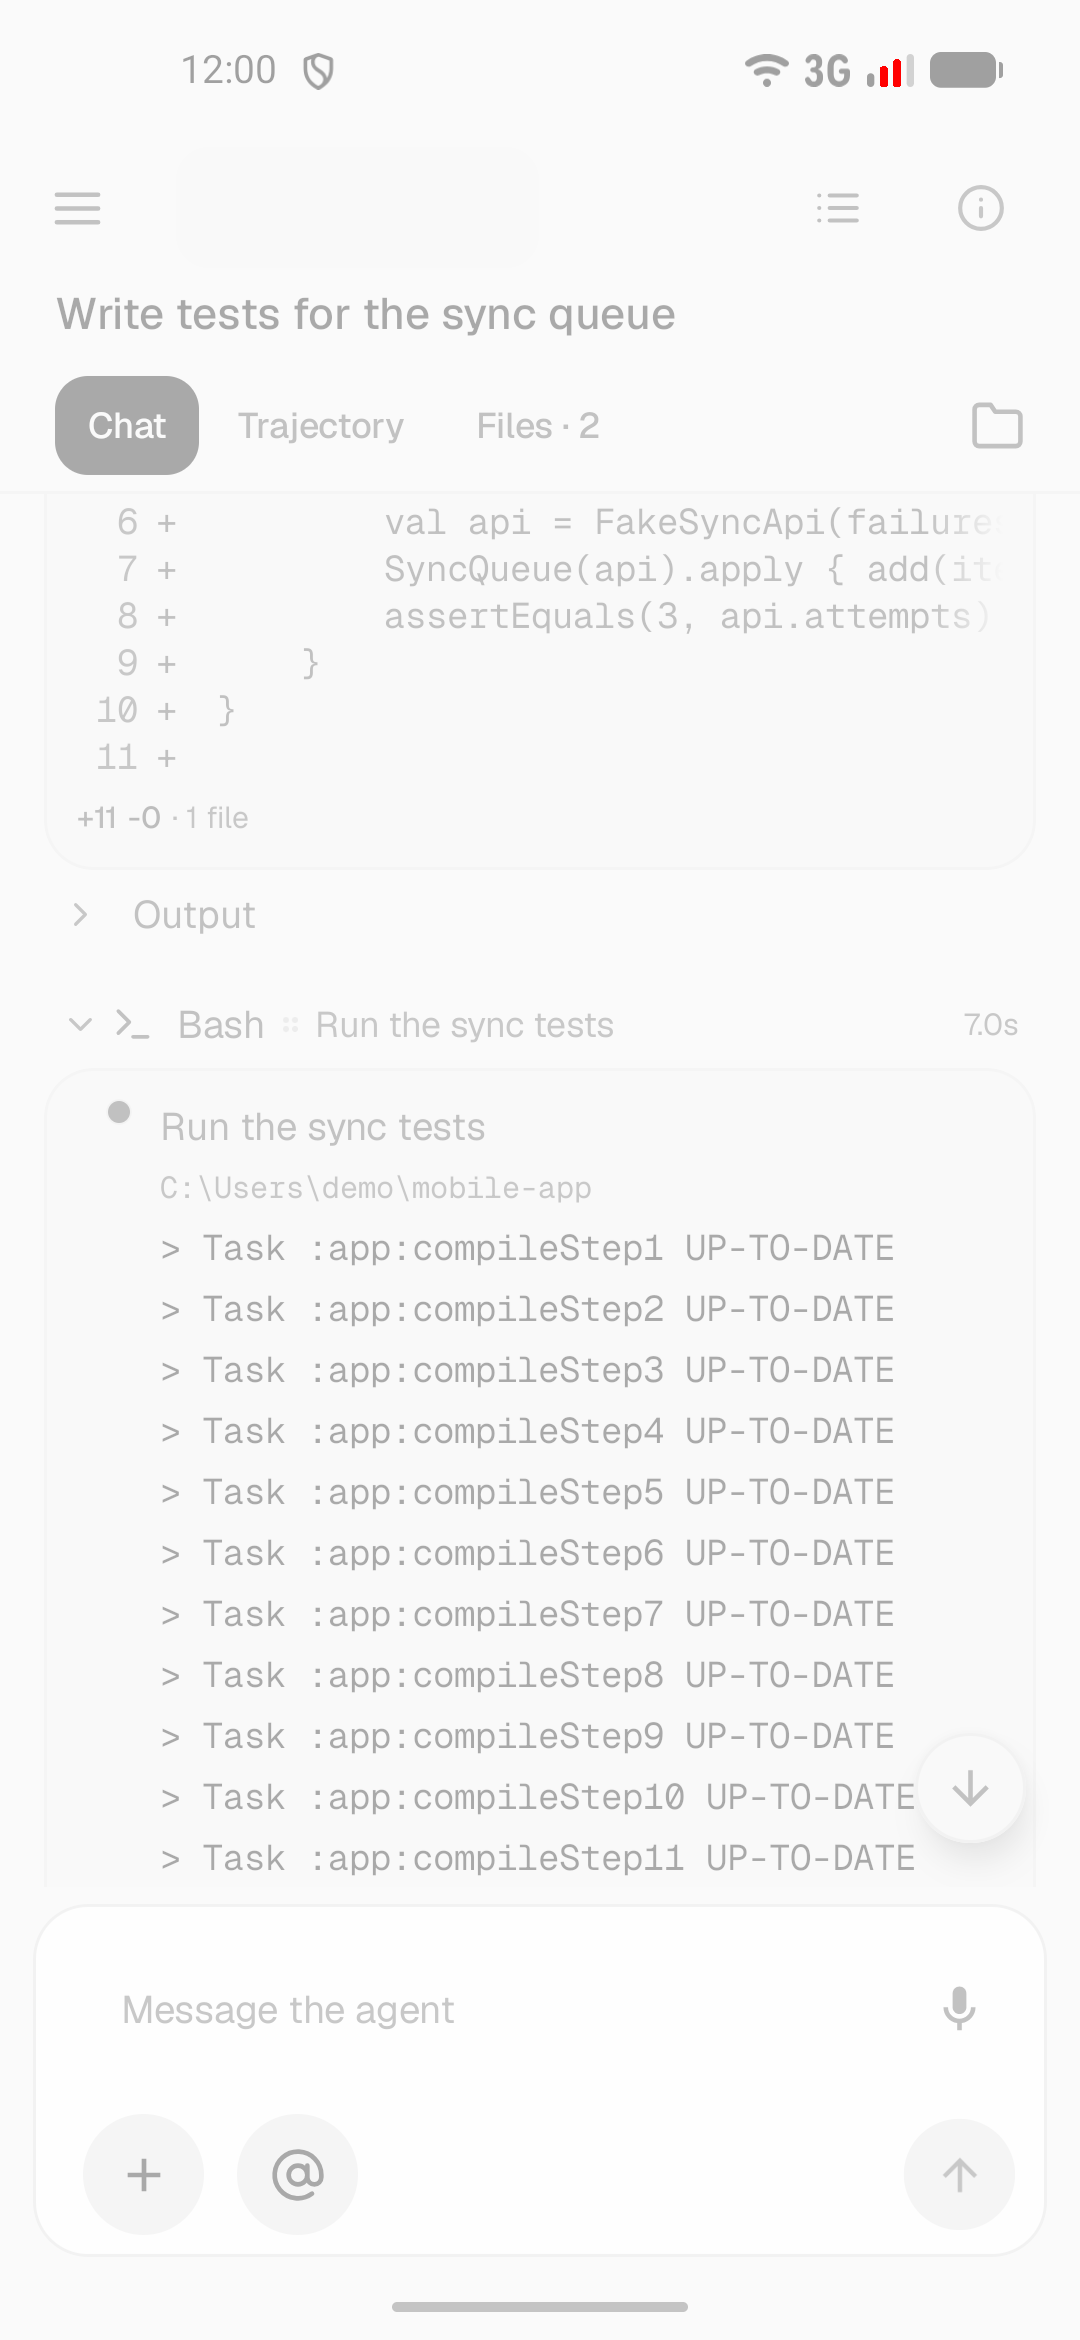 12:00
3G
Write tests for the sync queue
Chat
Trajectory
Files · 2
6 + val api = FakeSyncApi(failures
7 + SyncQueue(api).apply { add(ite
8 + assertEquals(3, api.attempts)
9 + }
10 + }
11 +
+11 -0 · 1 file
Output
Bash Run the sync tests 7.0s
Run the sync tests
C:\Users\demo\mobile-app
> Task :app:compileStep1 UP-TO-DATE
> Task :app:compileStep2 UP-TO-DATE
> Task :app:compileStep3 UP-TO-DATE
> Task :app:compileStep4 UP-TO-DATE
> Task :app:compileStep5 UP-TO-DATE
> Task :app:compileStep6 UP-TO-DATE
> Task :app:compileStep7 UP-TO-DATE
> Task :app:compileStep8 UP-TO-DATE
> Task :app:compileStep9 UP-TO-DATE
> Task :app:compileStep10 UP-TO-DATE
> Task :app:compileStep11 UP-TO-DATE
Message the agent